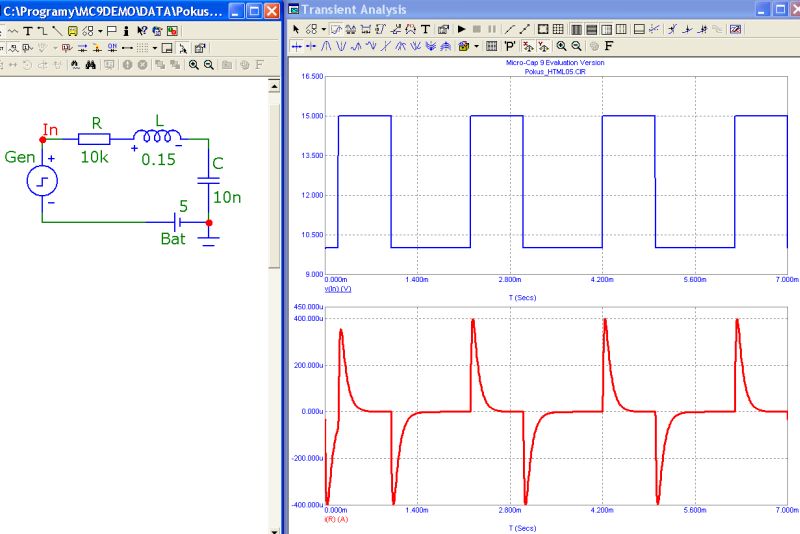 C:\Programy\MC9DEMO\DATA\Pokus...
Transient Analysis
Micro-Cap 9 Evaluation Version
Pokus_HTML05.CIR
In
R
L
Gen
10k
0.15
C
10n
5
Bat
16.500
15.000
13.500
12.000
10.500
9.000
0.000m 1.400m 2.800m 4.200m 5.600m 7.000m
v(In) (V)
T (Secs)
450.000u
400.000u
200.000u
0.000u
-200.000u
-400.000u
0.000m 1.400m 2.800m 4.200m 5.600m 7.000m
i(R) (A)
T (Secs)